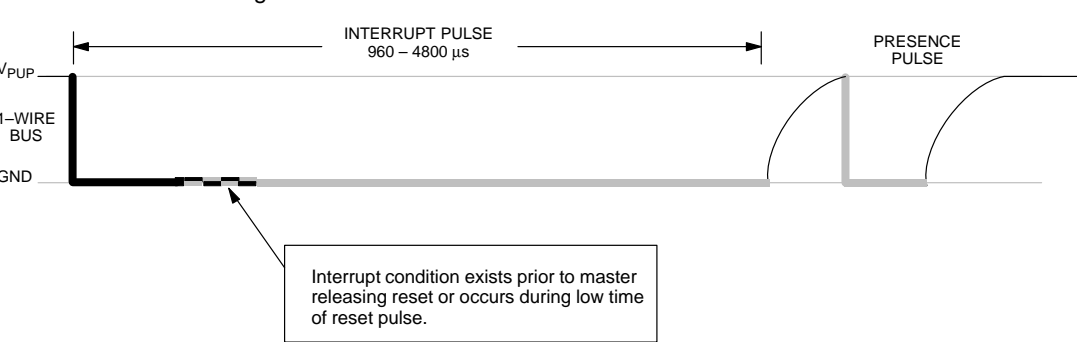 INTERRUPT PULSE
960 – 4800 µs
PRESENCE
PULSE
VPUP
1–WIRE
BUS
GND
Interrupt condition exists prior to master
releasing reset or occurs during low time
of reset pulse.